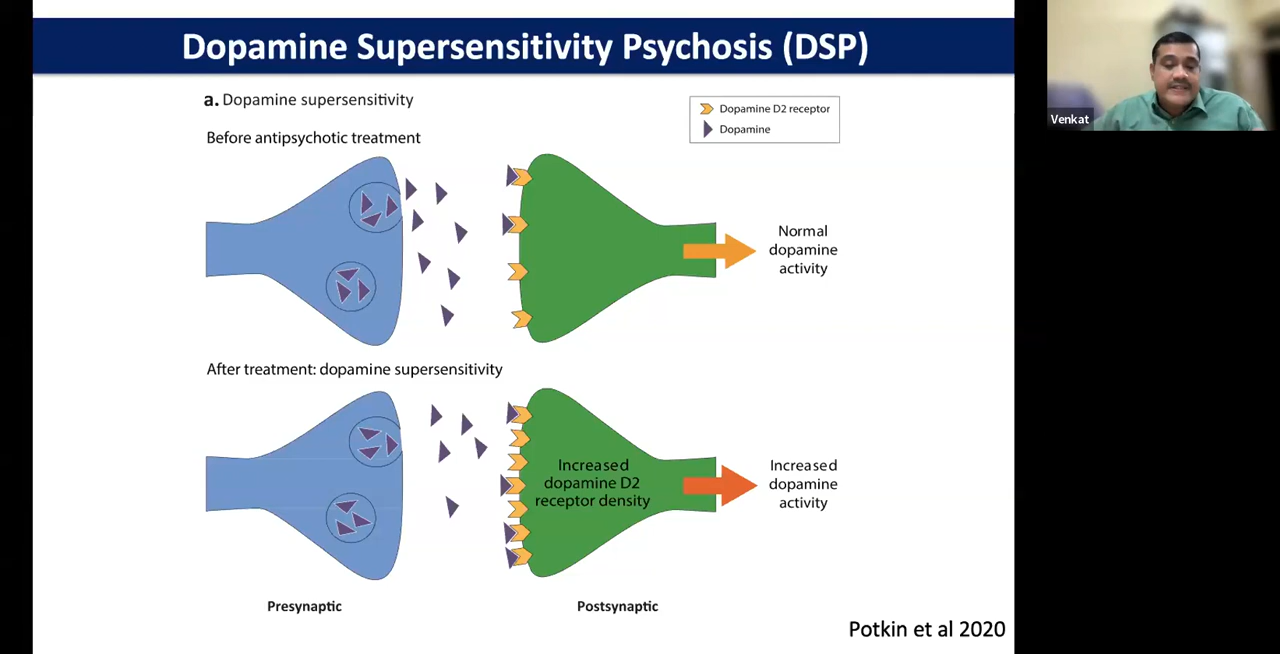 Dopamine Supersensitivity Psychosis (DSP)
a. Dopamine supersensitivity
Before antipsychotic treatment
Dopamine D2 receptor
Dopamine
Normal
dopamine
activity
After treatment: dopamine supersensitivity
Increased
dopamine D2
receptor density
Increased
dopamine
activity
Presynaptic
Postsynaptic
Potkin et al 2020
Venkat